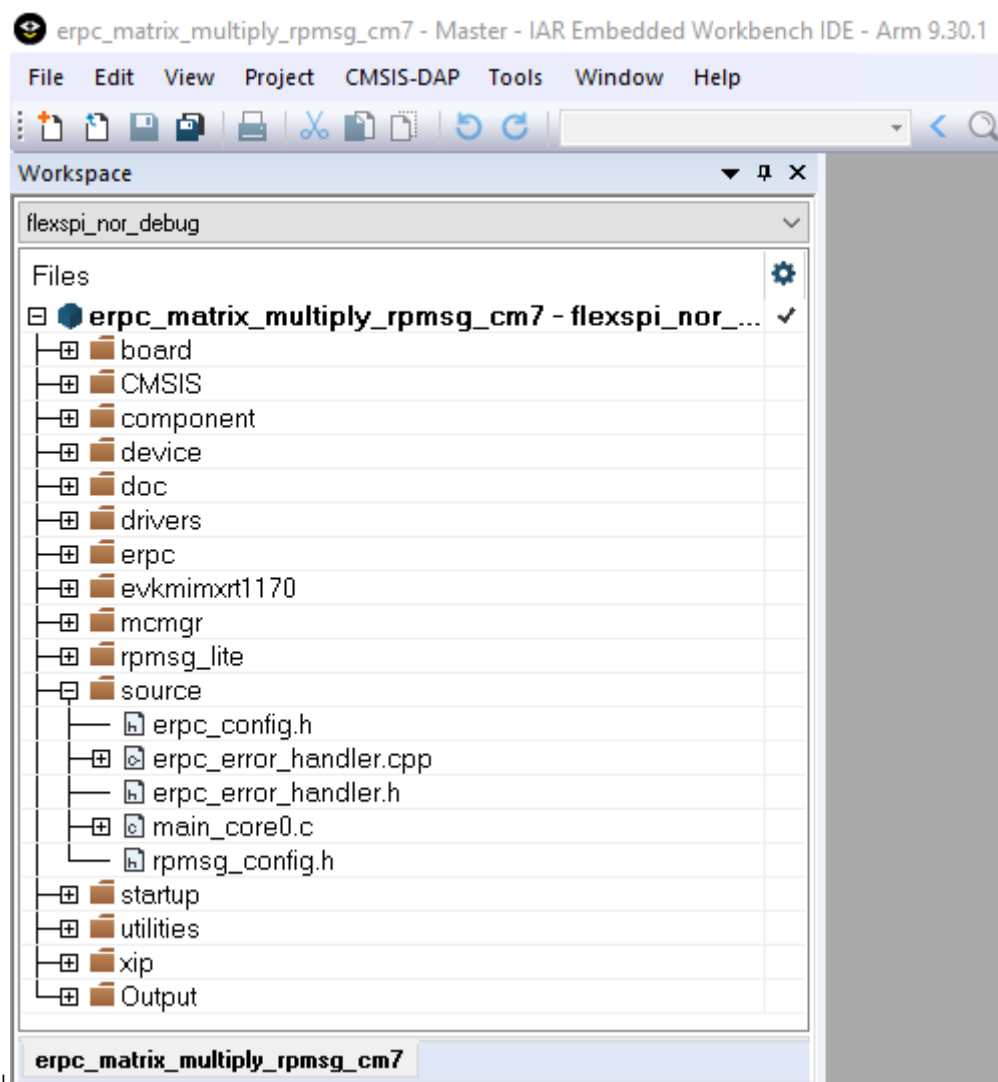 erpc_matrix_multiply_rpmsg_cm7 - Master - IAR Embedded Workbench IDE - Arm 9.30.1
File Edit View Project CMSIS-DAP Tools Window Help
Workspace
flexspi_nor_debug
Files
erpc_matrix_multiply_rpmsg_cm7 - flexspi_nor_...
board
CMSIS
component
device
doc
drivers
erpc
evkmimxrt1170
mcmgr
rpmsg_lite
source
erpc_config.h
erpc_error_handler.cpp
erpc_error_handler.h
main_core0.c
rpmsg_config.h
startup
utilities
xip
Output
erpc_matrix_multiply_rpmsg_cm7